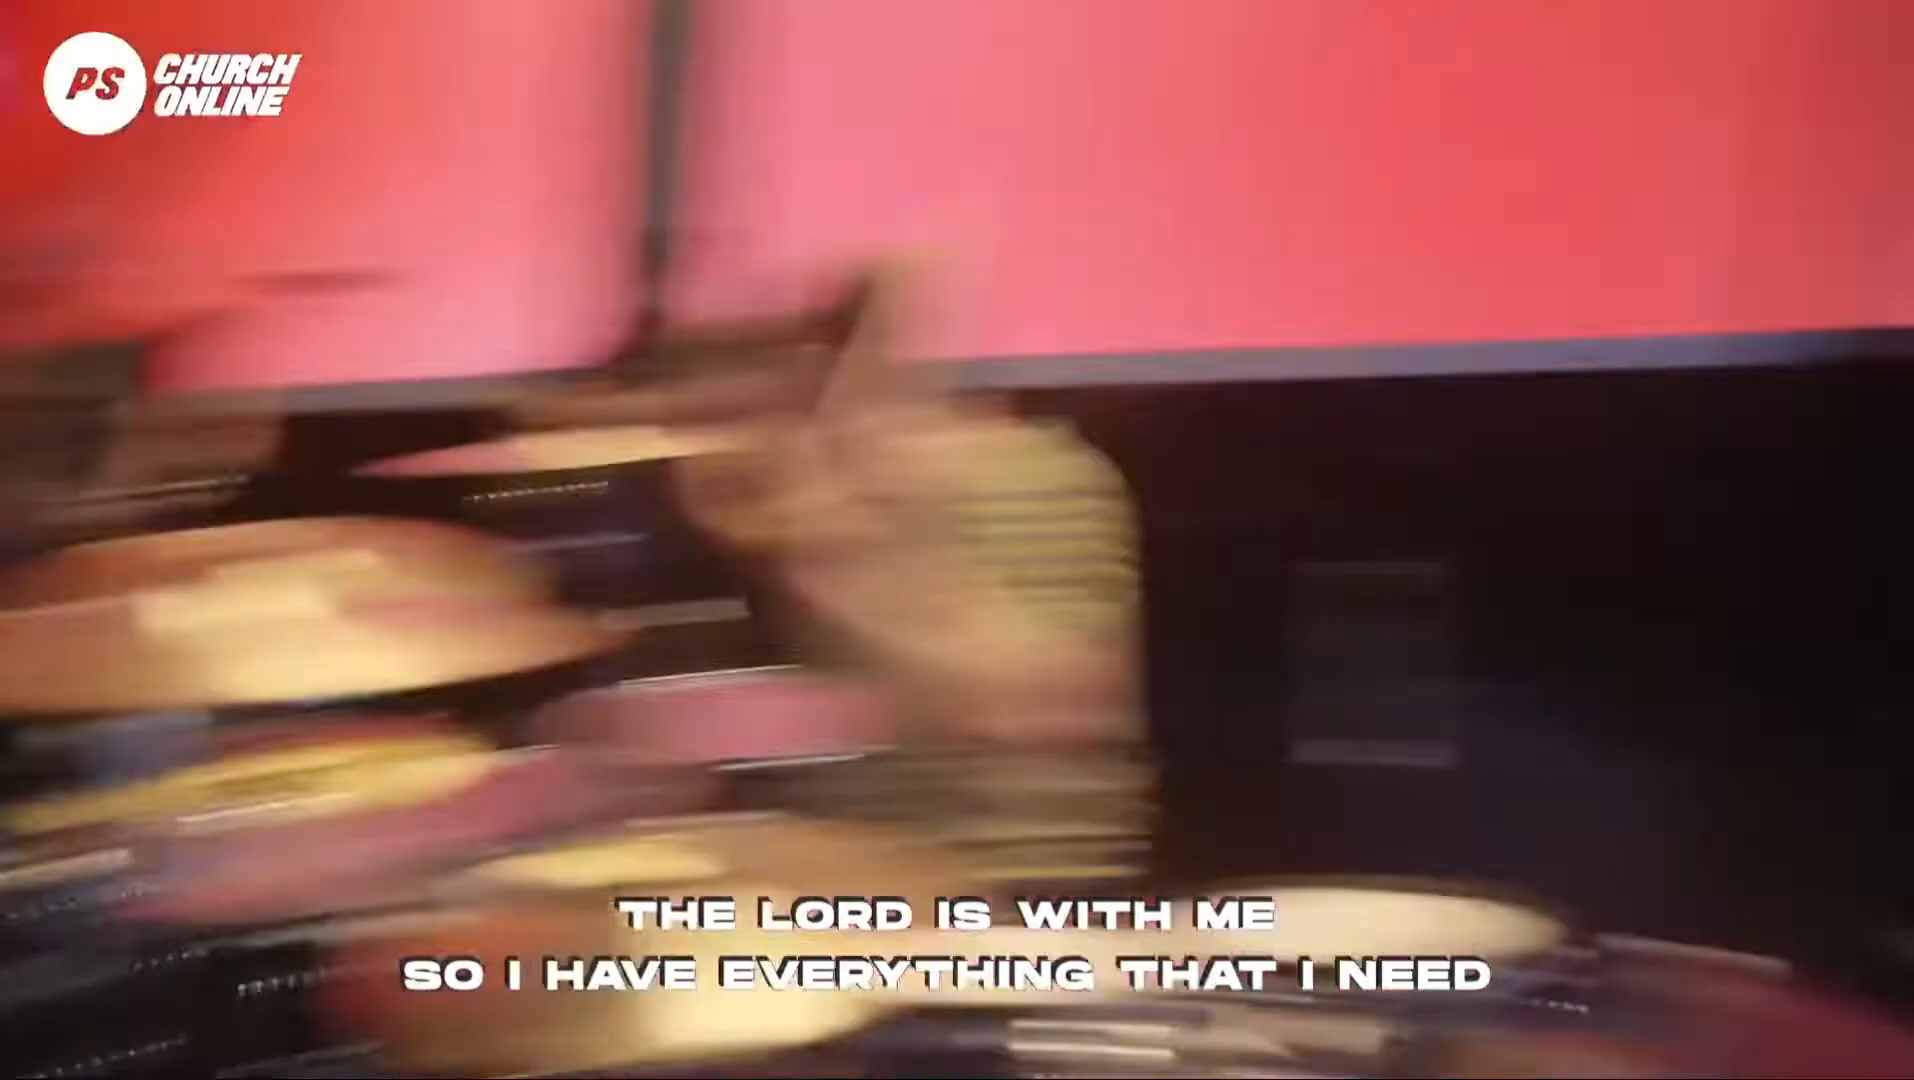 PS
CHURCH
ONLINE
THE LORD IS WITH ME
SO I HAVE EVERYTHING THAT I NEED